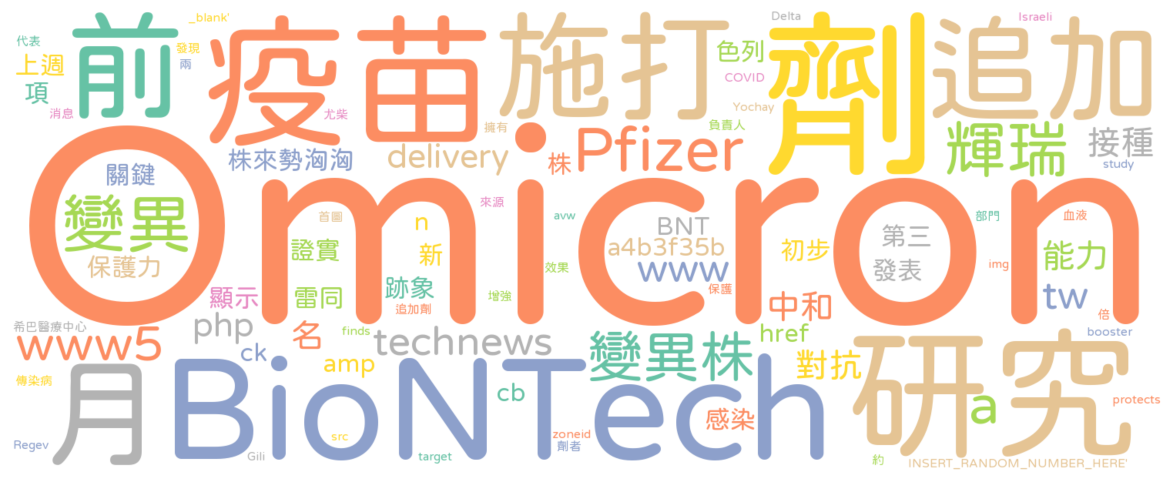 _blank'
Delta
Israeli
代表
前
發現
疫苗
施打
色列
劑
追加
上週
兩
COVID
項
Yochay
消息
尤柴
擁有
負責人
輝瑞
接種
株來勢洶洶
delivery
株
Pfizer
study
關鍵
Omicron
來源
變異
首圖
n
avw
BNT
部門
血液
證實
新
a4b3f35b
初步
第三
能力
保護力
www
發表
效果
img
跡象
保護
顯示
雷同
增強
追加劑
中和
tw
倍
希巴醫療中心
php
名
finds
href
booster
www5
technews
變異株
研究
ck
amp
對抗
傳染病
月
BioNTech
cb
a
protects
感染
src
zoneid
Regev
劑者
Gili
target
約
INSERT_RANDOM_NUMBER_HERE'